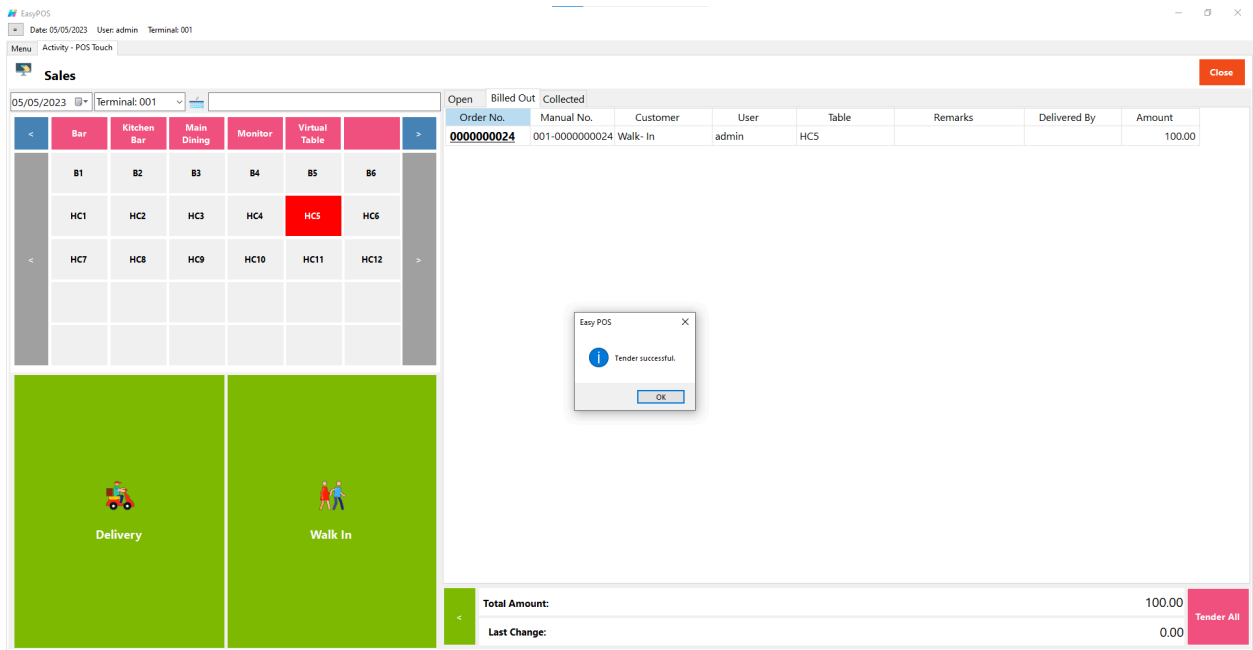 EasyPOS
Date: 05/05/2023 User: admin Terminal: 001
Menu Activity - POS Touch
Sales
Close
05/05/2023 Terminal: 001
Open Billed Out Collected
< Bar Kitchen Bar Main Dining Monitor Virtual Table >
Order No. Manual No. Customer User Table Remarks Delivered By Amount
0000000024 001-0000000024 Walk- In admin HC5 100.00
B1 B2 B3 B4 B5 B6
HC1 HC2 HC3 HC4 HC5 HC6
< HC7 HC8 HC9 HC10 HC11 HC12 >
Easy POS
Tender successful.
OK
Delivery Walk In
< Total Amount: 100.00
Last Change: 0.00
Tender All